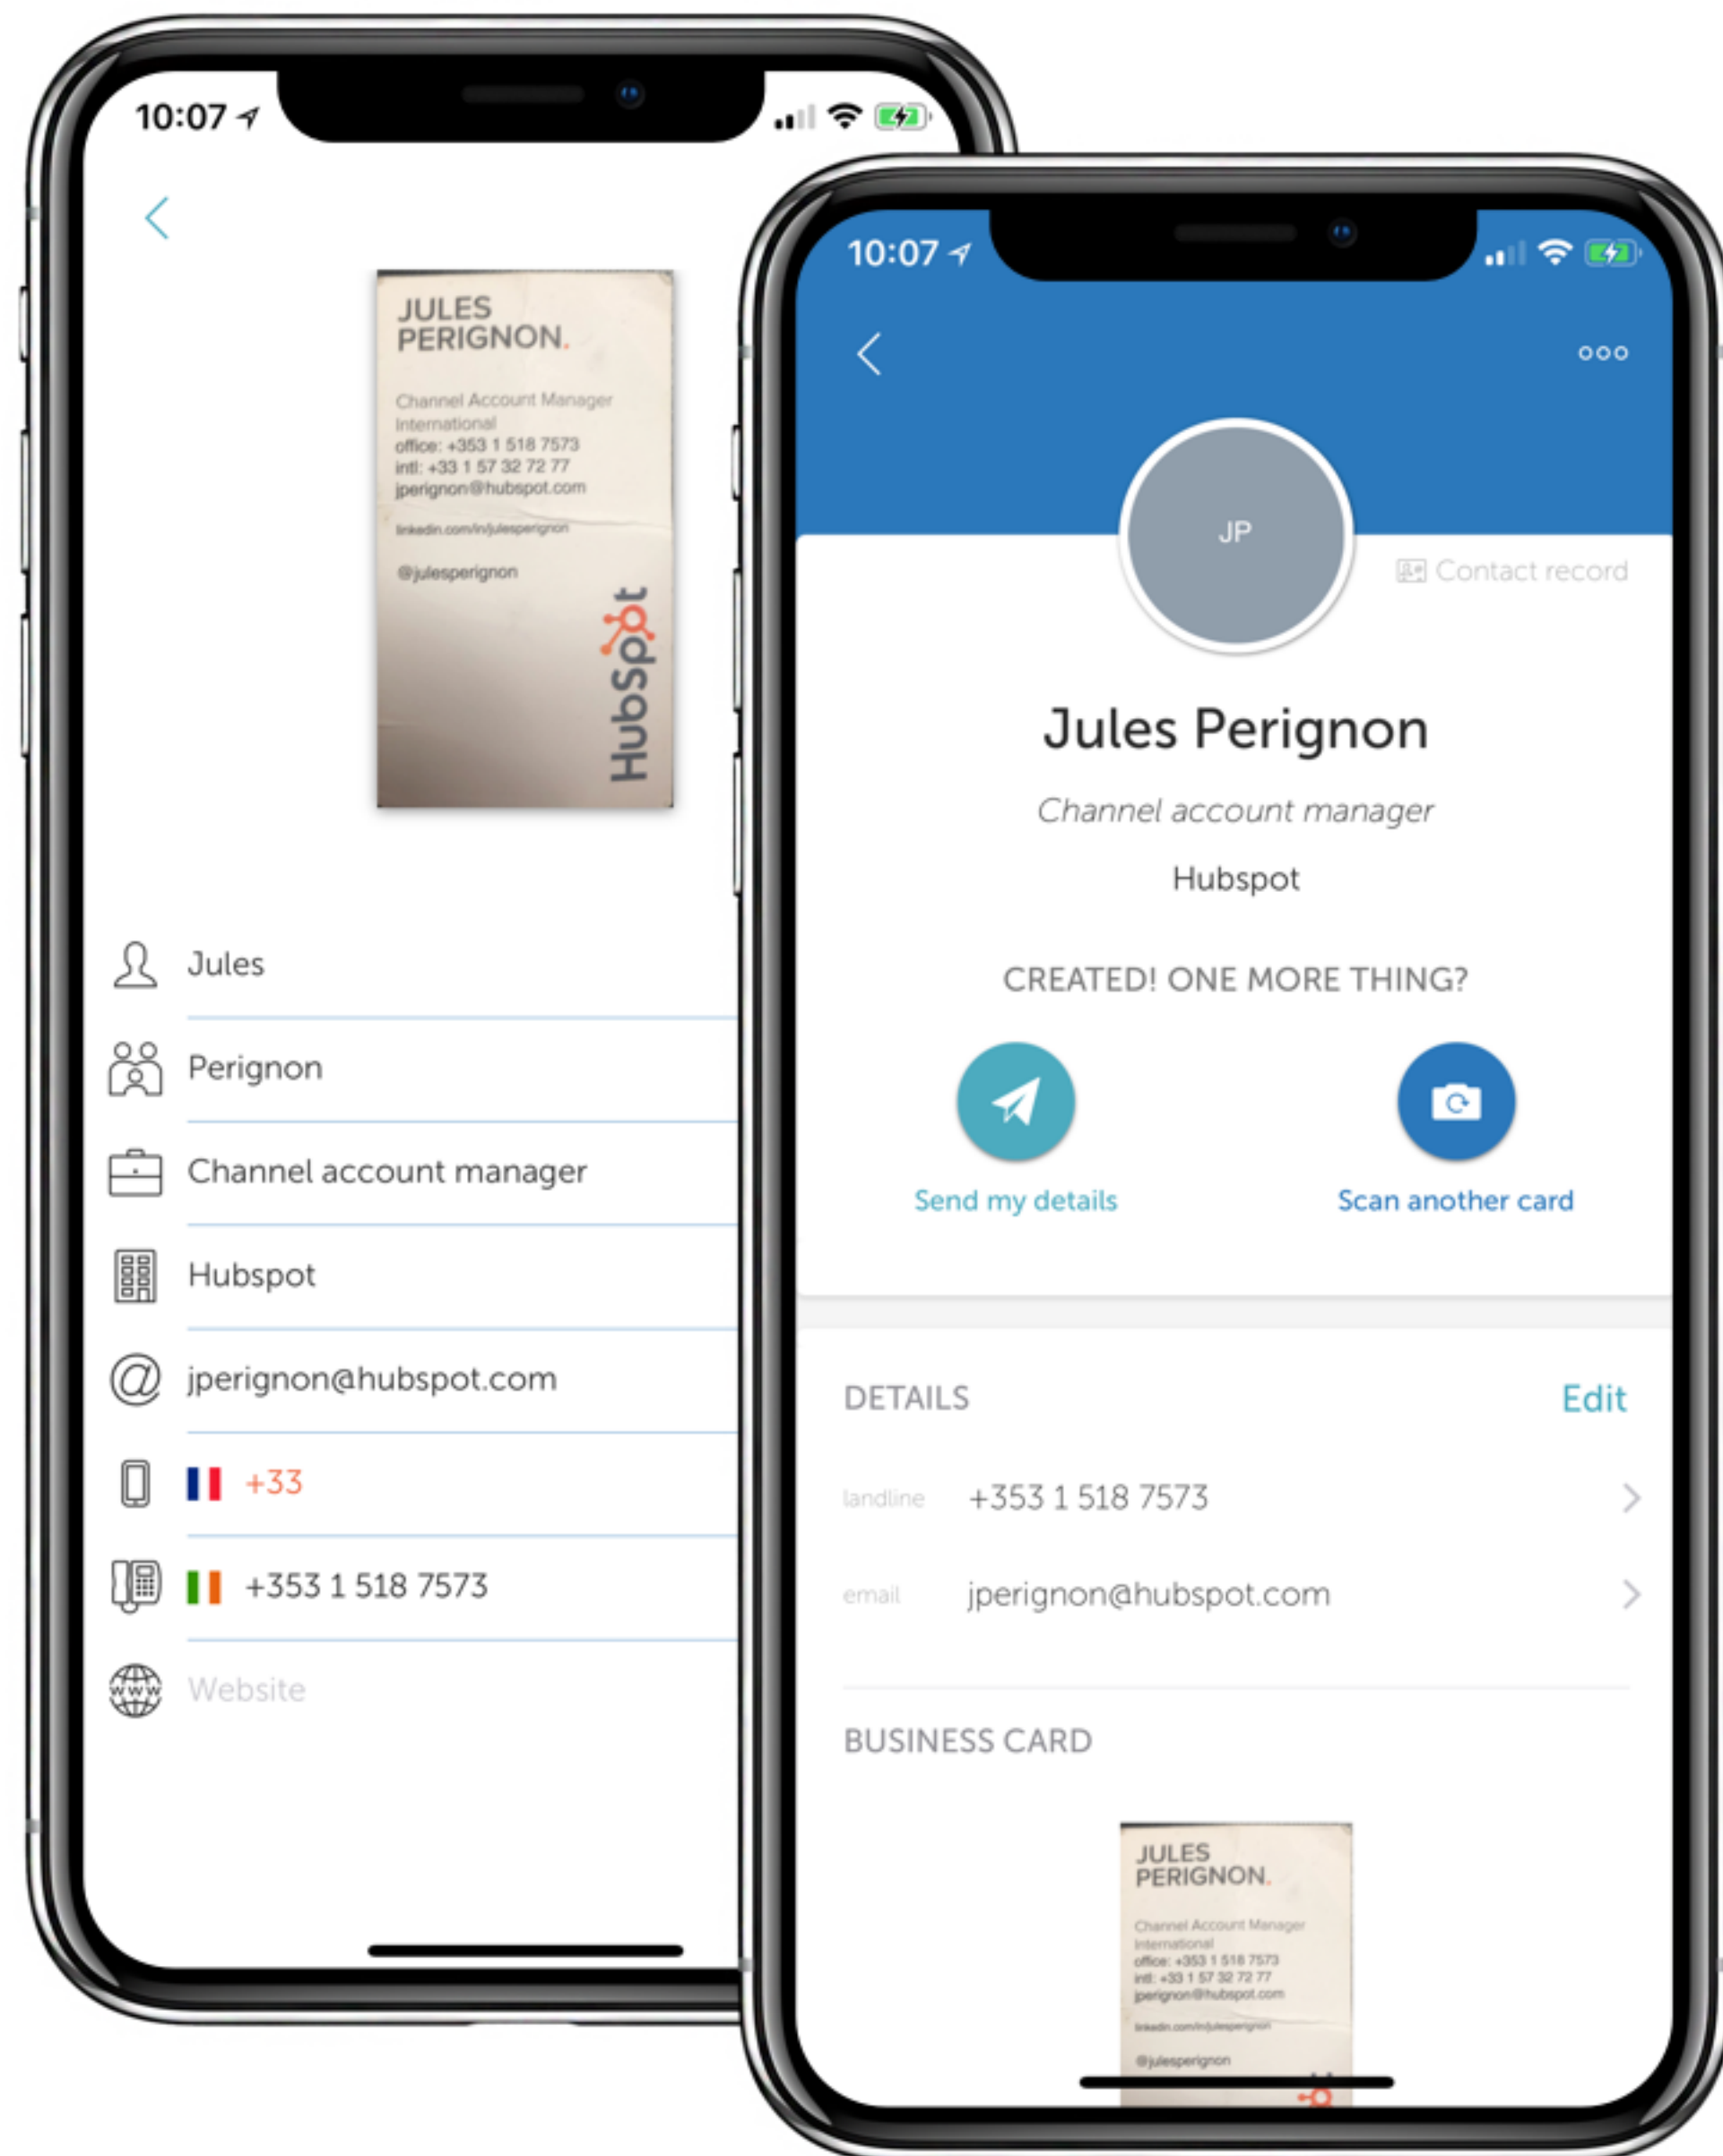 10:07
JULES
PERIGNON.
Channel Account Manager
International
office: +353 1 518 7573
intl: +33 1 57 32 72 77
jperignon@hubspot.com
linkedin.com/in/julesperignon
@julesperignon
HubSpot
Jules
Perignon
Channel account manager
Hubspot
jperignon@hubspot.com
+33
+353 1 518 7573
www
Website
10:07
JP
Contact record
Jules Perignon
Channel account manager
Hubspot
CREATED! ONE MORE THING?
Send my details
Scan another card
DETAILS
Edit
landline +353 1 518 7573
email jperignon@hubspot.com
BUSINESS CARD
JULES
PERIGNON.
Channel Account Manager
International
office: +353 1 518 7573
intl: +33 1 57 32 72 77
jperignon@hubspot.com
linkedin.com/in/julesperignon
@julesperignon